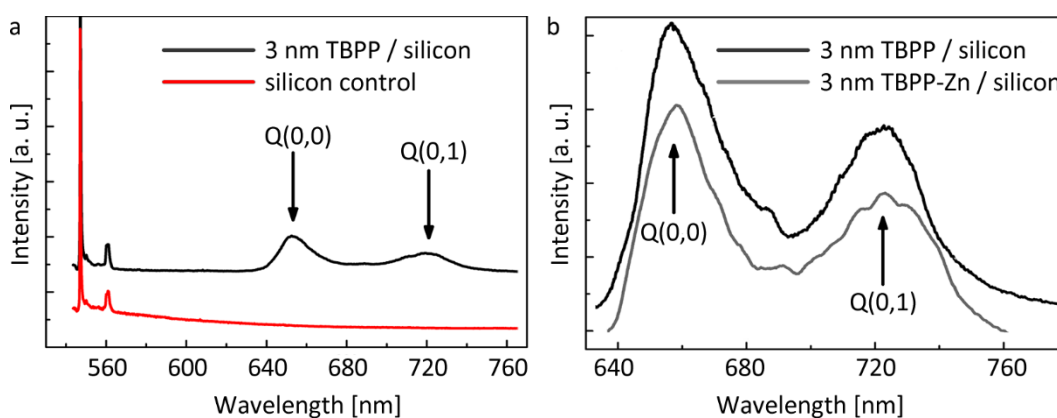 a
3 nm TBPP / silicon
silicon control
Q(0,0)
Q(0,1)
Intensity [a. u.]
560 600 640 680 720 760
Wavelength [nm]
b
3 nm TBPP / silicon
3 nm TBPP-Zn / silicon
Q(0,0)
Q(0,1)
Intensity [a. u.]
640 680 720 760
Wavelength [nm]